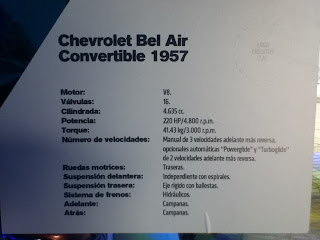 Chevrolet Bel Air
Convertible 1957
Motor: V8.
Válvulas: 16.
Cilindrada: 4.635 cc.
Potencia: 220 HP/4.800 r.p.m.
Torque: 41.43 kg/3.000 r.p.m.
Número de velocidades: Manual de 3 velocidades adelante más reversa,
opcionales automáticas "Powerglide" y "Turboglide"
de 2 velocidades adelante más reversa.
Ruedas motrices: Traseras.
Suspensión delantera: Independiente con espirales.
Suspensión trasera: Eje rígido con ballestas.
Sistema de frenos: Hidráulicos.
Adelante: Campanas.
Atrás: Campanas.